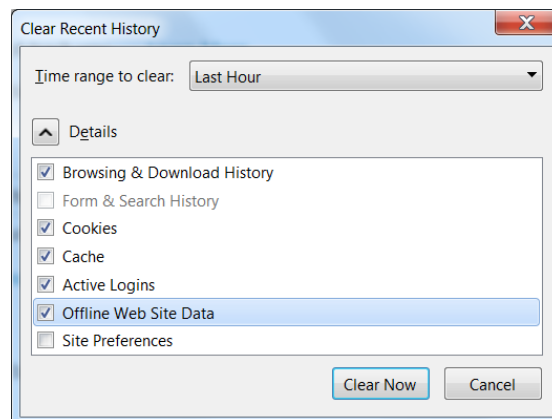 Clear Recent History
Time range to clear: Last Hour
Details
Browsing & Download History
Form & Search History
Cookies
Cache
Active Logins
Offline Web Site Data
Site Preferences
Clear Now Cancel